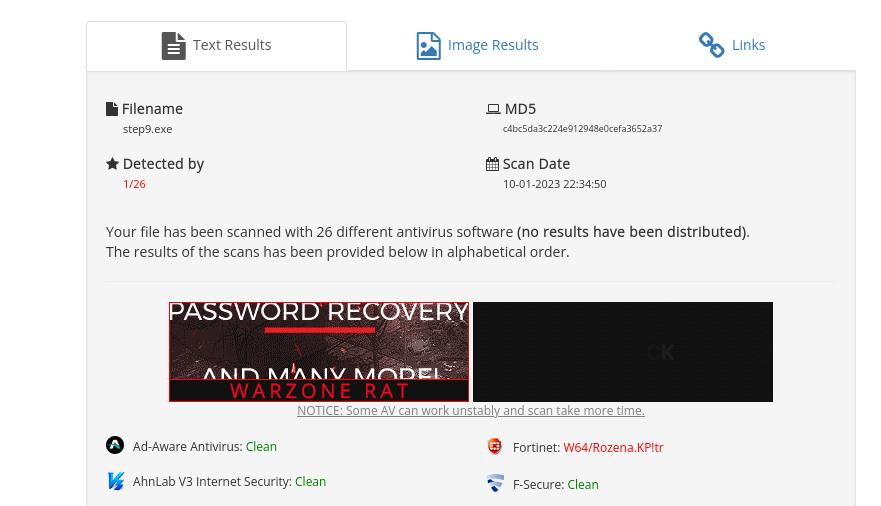 Text Results
Image Results
Links
Filename
step9.exe
MD5
c4bc5da3c224e912948e0cefa3652a37
Detected by
1/26
Scan Date
10-01-2023 22:34:50
Your file has been scanned with 26 different antivirus software (no results have been distributed).
The results of the scans has been provided below in alphabetical order.
PASSWORD RECOVERY
AND MANY MORE!
WARZONE RAT
CK
NOTICE: Some AV can work unstably and scan take more time.
Ad-Aware Antivirus: Clean
Fortinet: W64/Rozena.KP!tr
AhnLab V3 Internet Security: Clean
F-Secure: Clean